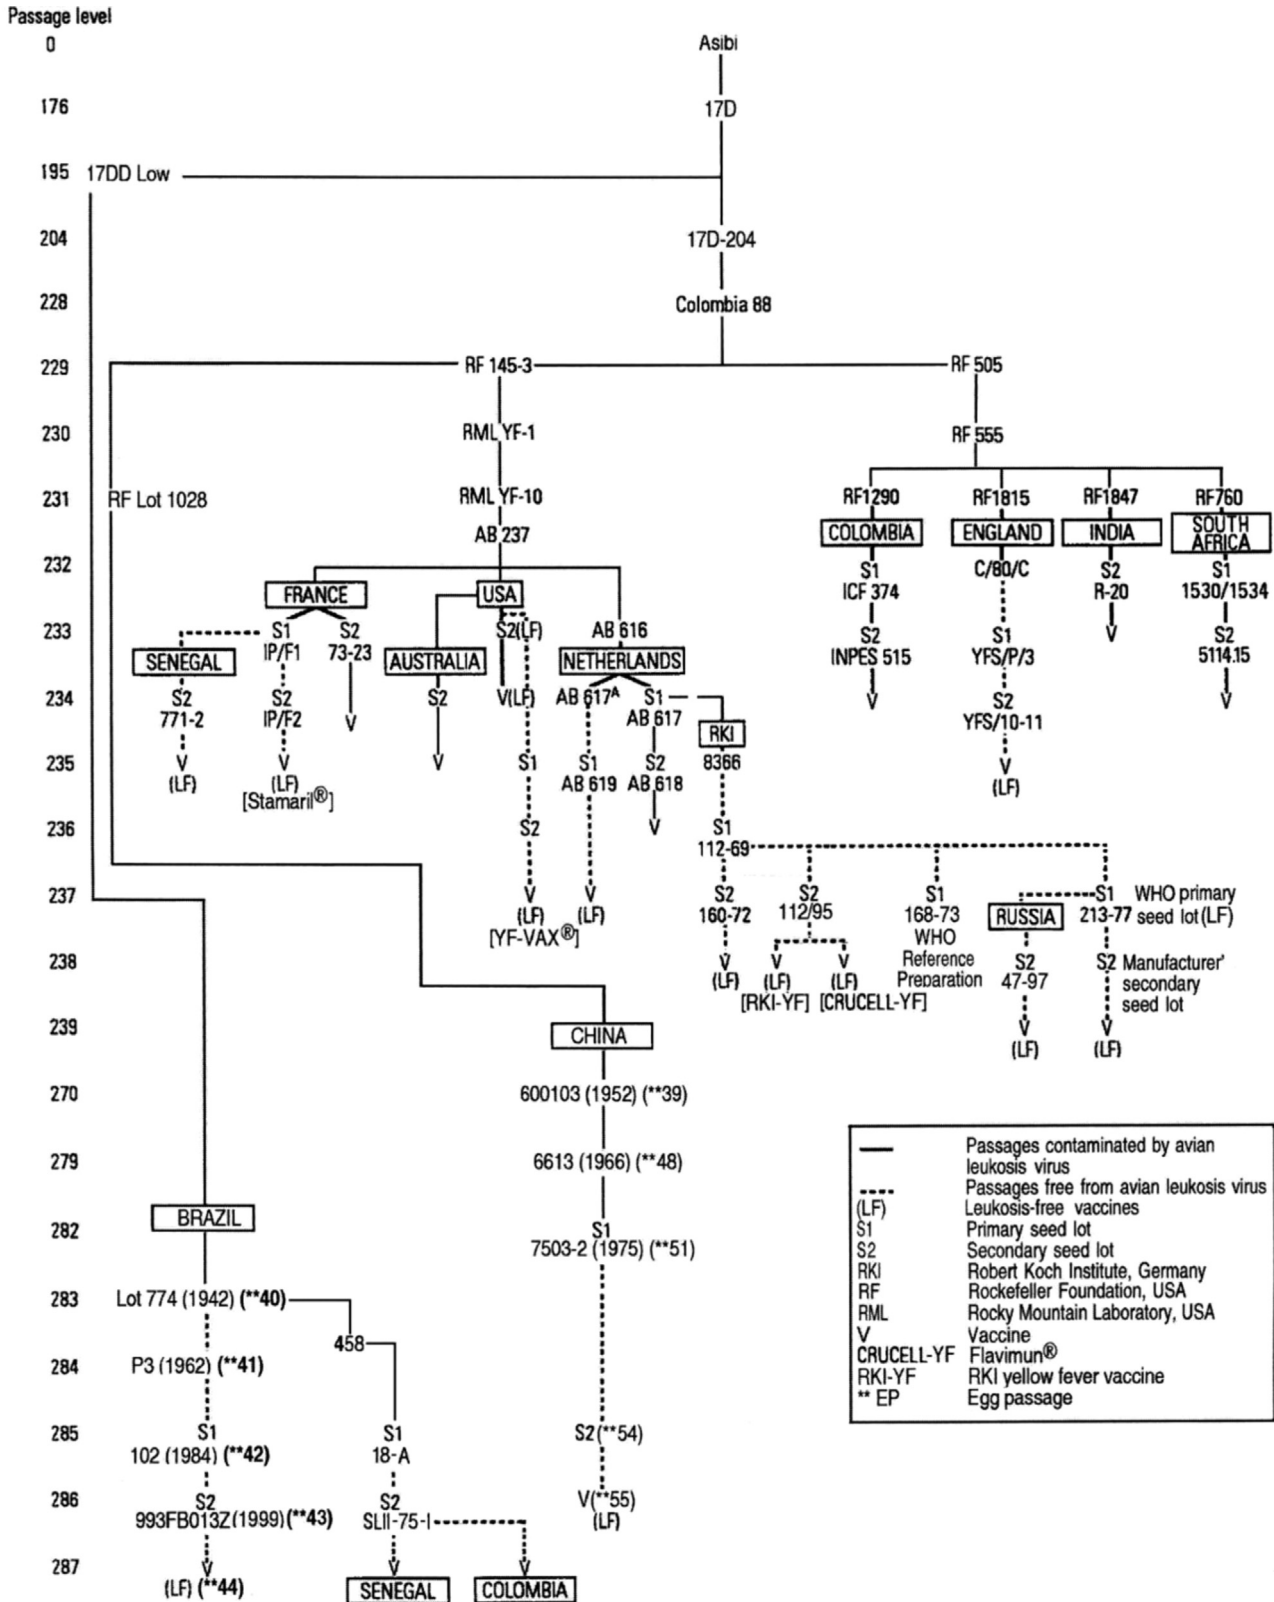 Passage level
0 Asibi
176 17D
195 17DD Low
204 17D-204
228 Colombia 88
229 RF 145-3 RF 505
230 RML YF-1 RF 555
231 RF Lot 1028 RML YF-10 RF1290 RF1815 RF1847 RF760
AB 237 COLOMBIA ENGLAND INDIA SOUTH AFRICA
232 S1 C/80/C S2 S1
FRANCE USA ICF 374 R-20 1530/1534
233 S1 S2 S2(LF) AB 616 S2 S1 V S2
SENEGAL IP/F1 73-23 AUSTRALIA NETHERLANDS INPES 515 YFS/P/3 5114.15
234 S2 S2 V S2 V(LF) AB 617A S1 V S2 V
771-2 IP/F2 AB 617 YFS/10-11
RKI
235 V V V S1 S1 S2 8366 V
(LF) (LF) AB 619 AB 618 (LF)
[Stamaril®]
236 S2 V S1
112-69
237 V V S2 S2 S1 S1 WHO primary
(LF) (LF) 160-72 112/95 168-73 RUSSIA 213-77 seed lot (LF)
[YF-VAX®] WHO
238 V V V Reference S2 S2 Manufacturer'
(LF) (LF) (LF) Preparation 47-97 secondary
[RKI-YF] [CRUCELL-YF] seed lot
239 CHINA V V
(LF) (LF)
270 600103 (1952) (**39)
279 6613 (1966) (**48)
BRAZIL
282 S1
7503-2 (1975) (**51)
283 Lot 774 (1942) (**40)
458
284 P3 (1962) (**41)
285 S1 S1 S2(**54)
102 (1984) (**42) 18-A
286 S2 S2 V(**55)
993FB013Z(1999)(**43) SLII-75-I (LF)
287 V V V
(LF) (**44) SENEGAL COLOMBIA
Passages contaminated by avian
leukosis virus
Passages free from avian leukosis virus
(LF) Leukosis-free vaccines
S1 Primary seed lot
S2 Secondary seed lot
RKI Robert Koch Institute, Germany
RF Rockefeller Foundation, USA
RML Rocky Mountain Laboratory, USA
V Vaccine
CRUCELL-YF Flavimun®
RKI-YF RKI yellow fever vaccine
** EP Egg passage